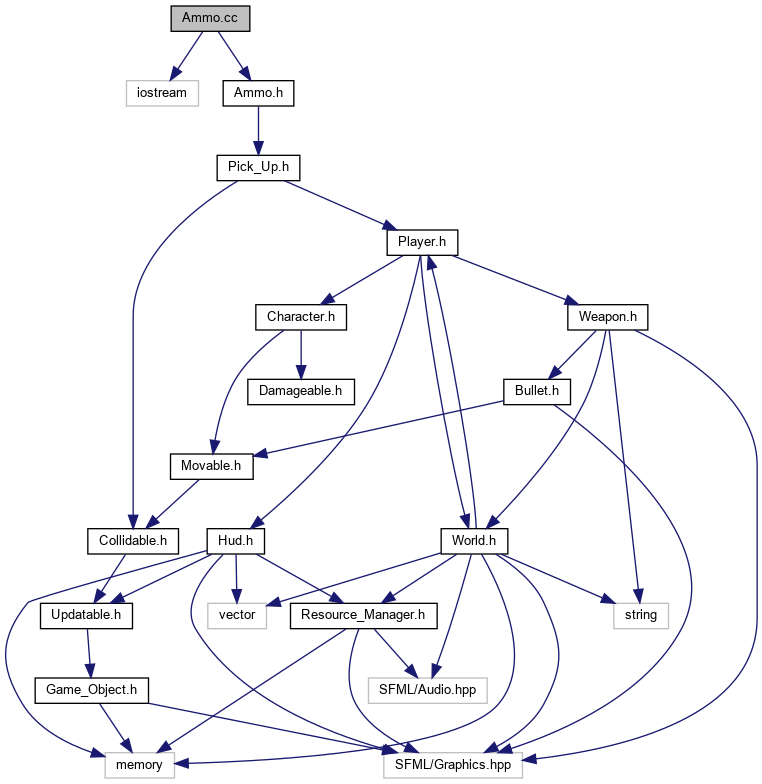 Ammo.cc
iostream
Ammo.h
Pick_Up.h
Player.h
Character.h
Weapon.h
Damageable.h
Bullet.h
Movable.h
Collidable.h
Hud.h
World.h
Updatable.h
vector
Resource_Manager.h
string
Game_Object.h
SFML/Audio.hpp
memory
SFML/Graphics.hpp